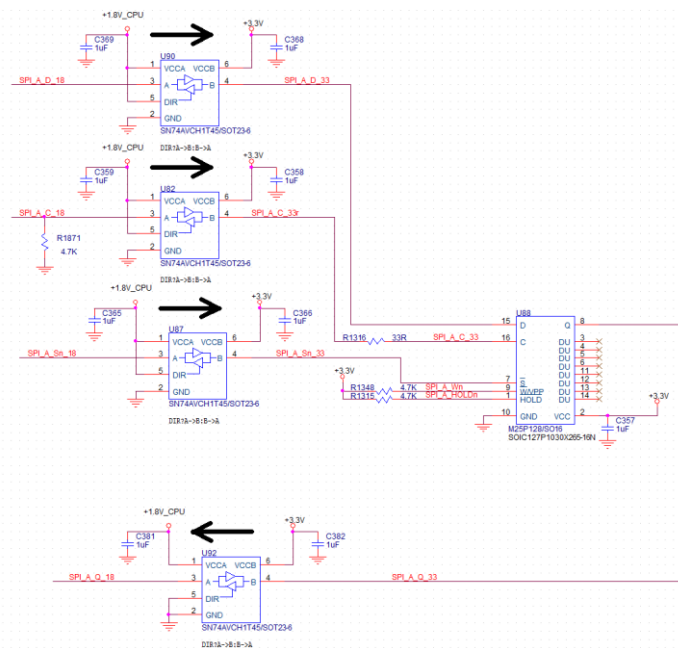 +1.8V_CPU
+3.3V
C369
1uF
C368
1uF
U90
1 VCCA VCCB 6
SPI_A_D_18 3 A B 4 SPI_A_D_33
5 DIR
2 GND
SN74AVCH1T45/SOT23-6
DIR?A->B:B->A
+1.8V_CPU
+3.3V
C359
1uF
C358
1uF
U82
1 VCCA VCCB 6
SPI_A_C_18 3 A B 4 SPI_A_C_33r
5 DIR
2 GND
R1871
4.7K
SN74AVCH1T45/SOT23-6
DIR?A->B:B->A
+1.8V_CPU
+3.3V
C365
1uF
C366
1uF
U87
1 VCCA VCCB 6
SPI_A_Sn_18 3 A B 4 SPI_A_Sn_33
5 DIR
2 GND
SN74AVCH1T45/SOT23-6
DIR?A->B:B->A
U88
15 D Q 8
R1316 33R SPI_A_C_33 16 C DU 3
DU 4
DU 5
DU 6
DU 11
7 S DU 12
+3.3V
R1348 4.7K SPI_A_Wn 9 W/VPP DU 13
R1315 4.7K SPI_A_HOLDn 1 HOLD DU 14
10 GND VCC 2
+3.3V
C357
1uF
M25P128/SO16
SOIC127P1030X265-16N
+1.8V_CPU
+3.3V
C381
1uF
C382
1uF
U92
1 VCCA VCCB 6
SPI_A_Q_18 3 A B 4 SPI_A_Q_33
5 DIR
2 GND
SN74AVCH1T45/SOT23-6
DIR?A->B:B->A